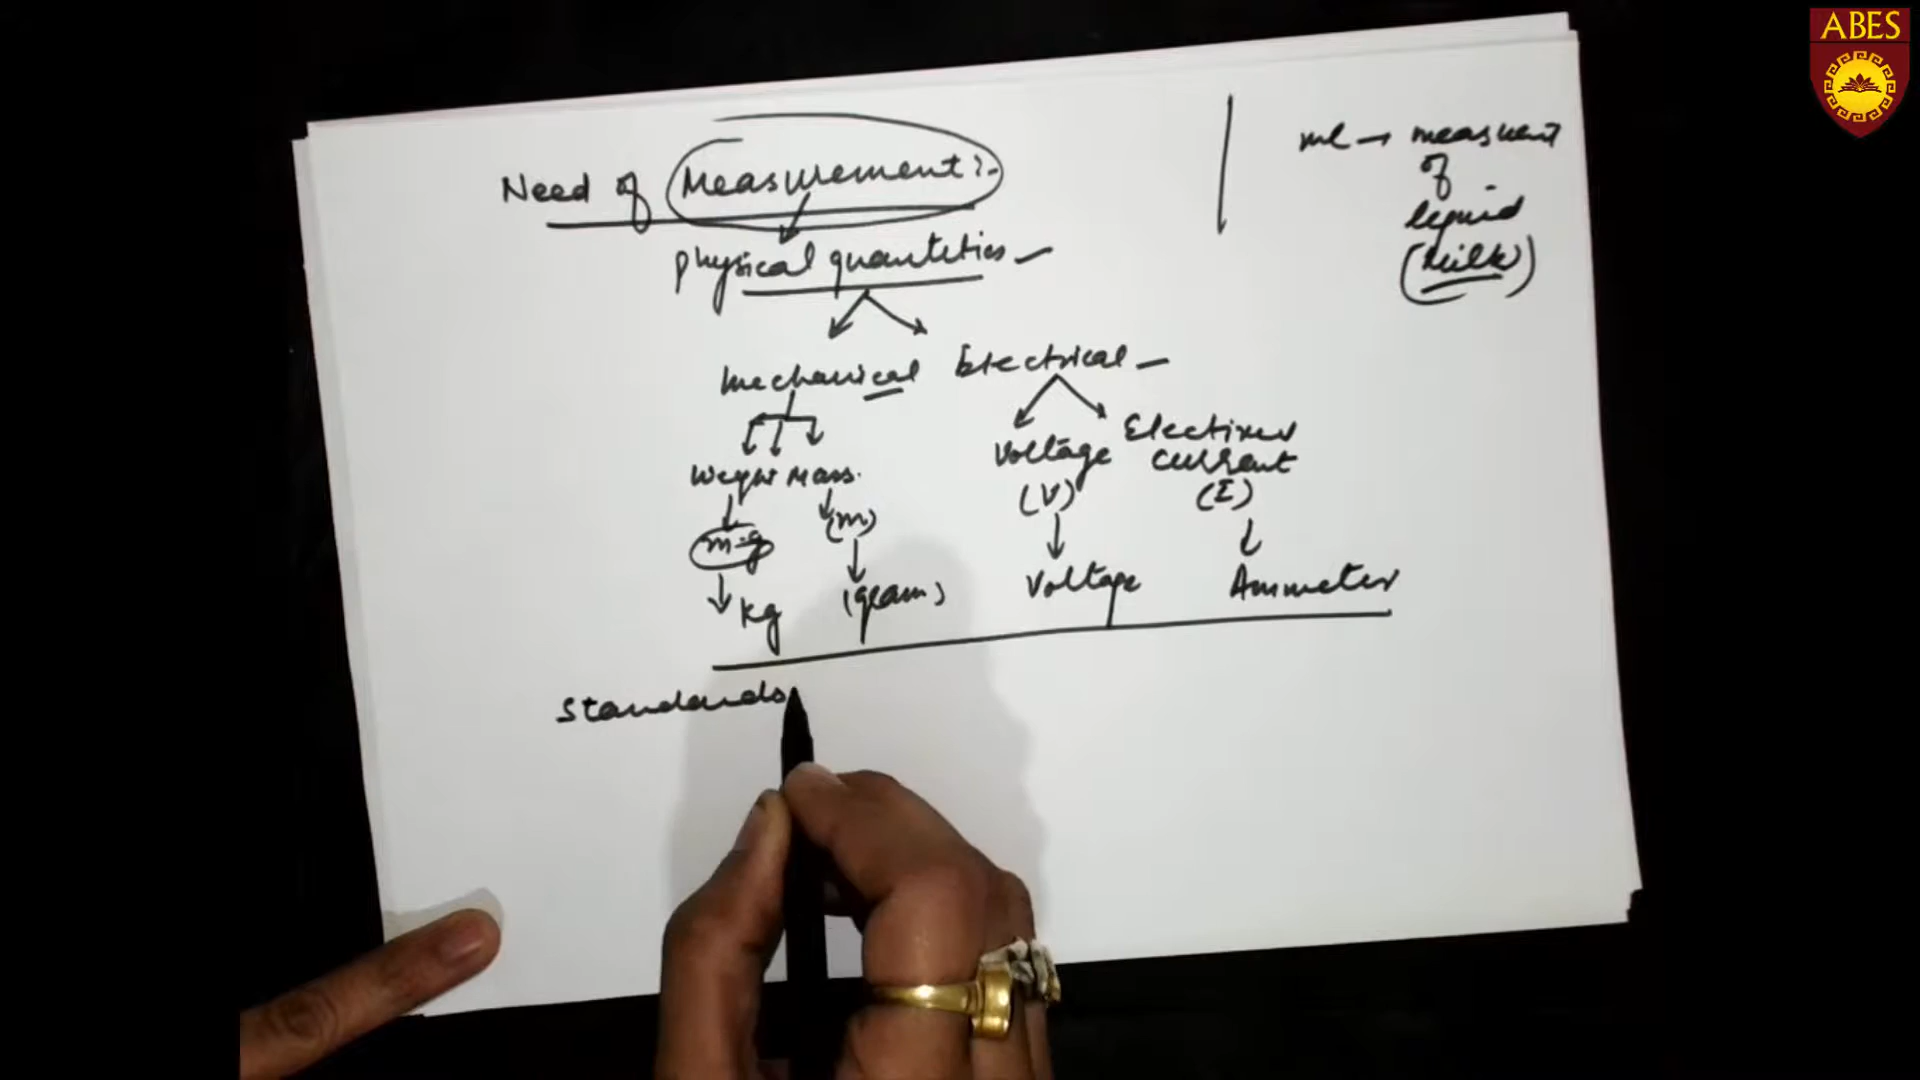 ABES
Need of Measurement :-
Physical quantities
Mechanical Electrical
Weight Mass.
Voltage Electrical
current
m.g (m) (V) (I)
kg (gram) Voltage Ammeter
Standards
ml → measurent
of
liquid
(Milk)